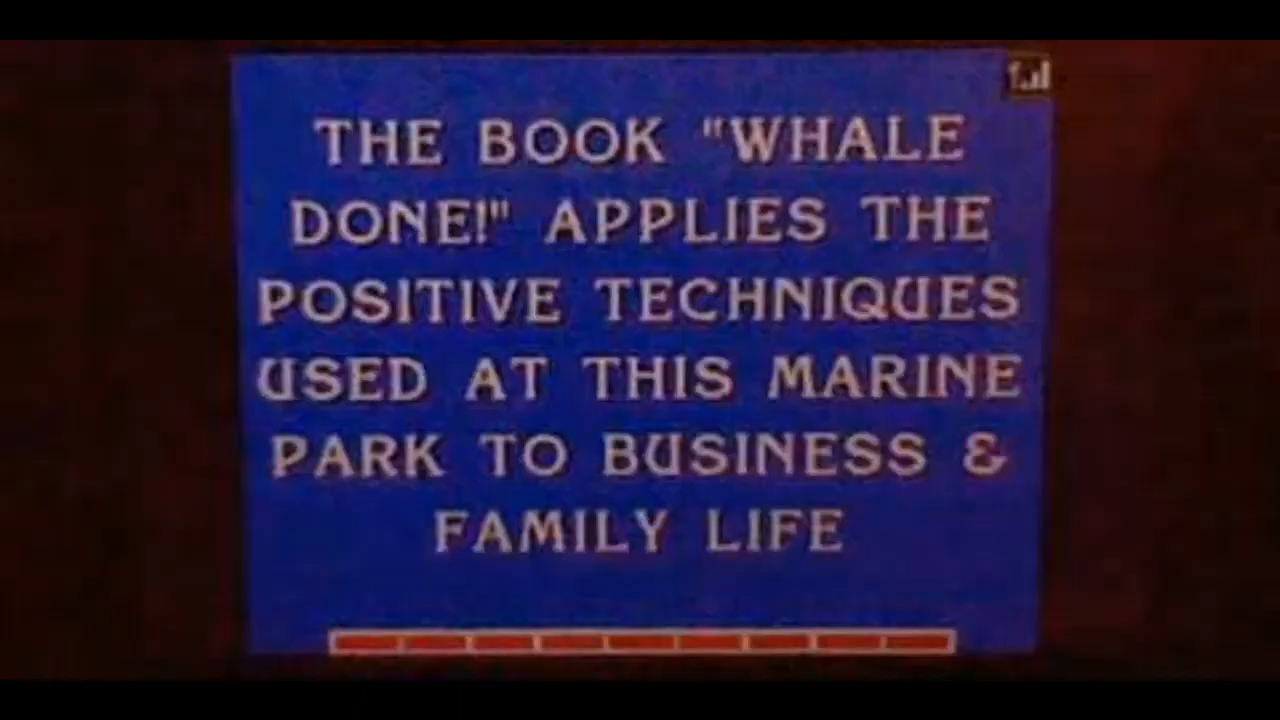 THE BOOK "WHALE
DONE!" APPLIES THE
POSITIVE TECHNIQUES
USED AT THIS MARINE
PARK TO BUSINESS &
FAMILY LIFE